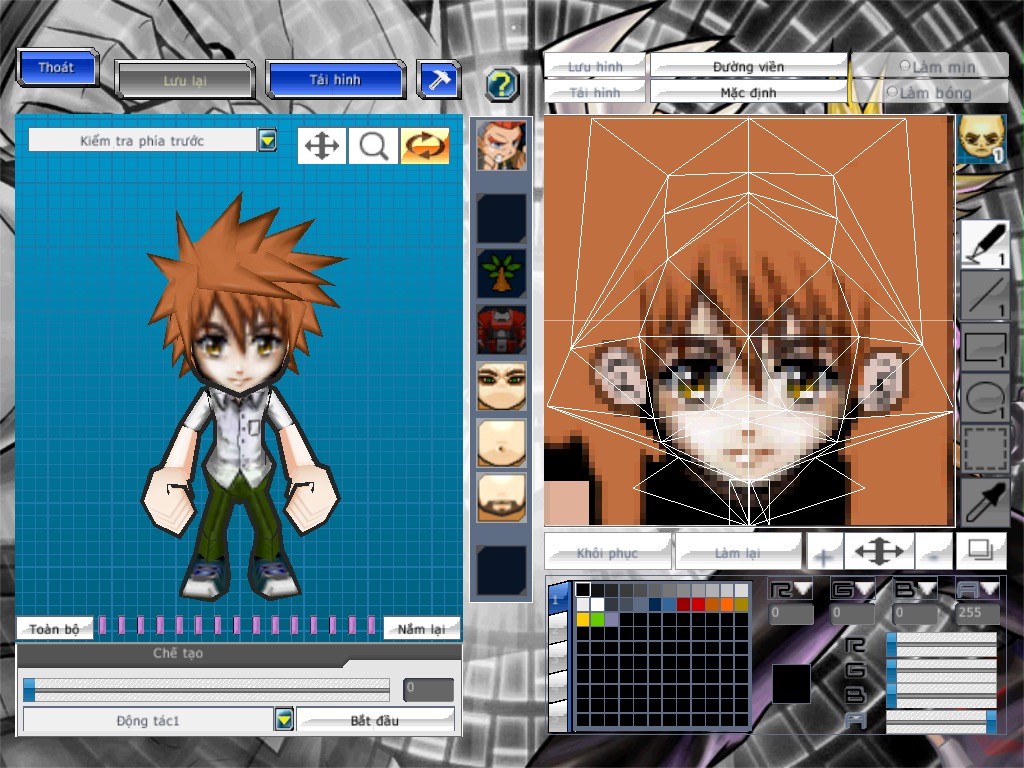 Thoát
Lưu lại
Tải hình
Lưu hình
Đường viền
Làm mịn
Tải hình
Mặc định
Làm bóng
Kiểm tra phía trước
1
1
1
1
1
Khôi phục
Làm lại
R
G
B
A
0
0
0
255
R
G
B
A
Toàn bộ
Nắm lại
Chế tạo
0
Động tác1
Bắt đầu